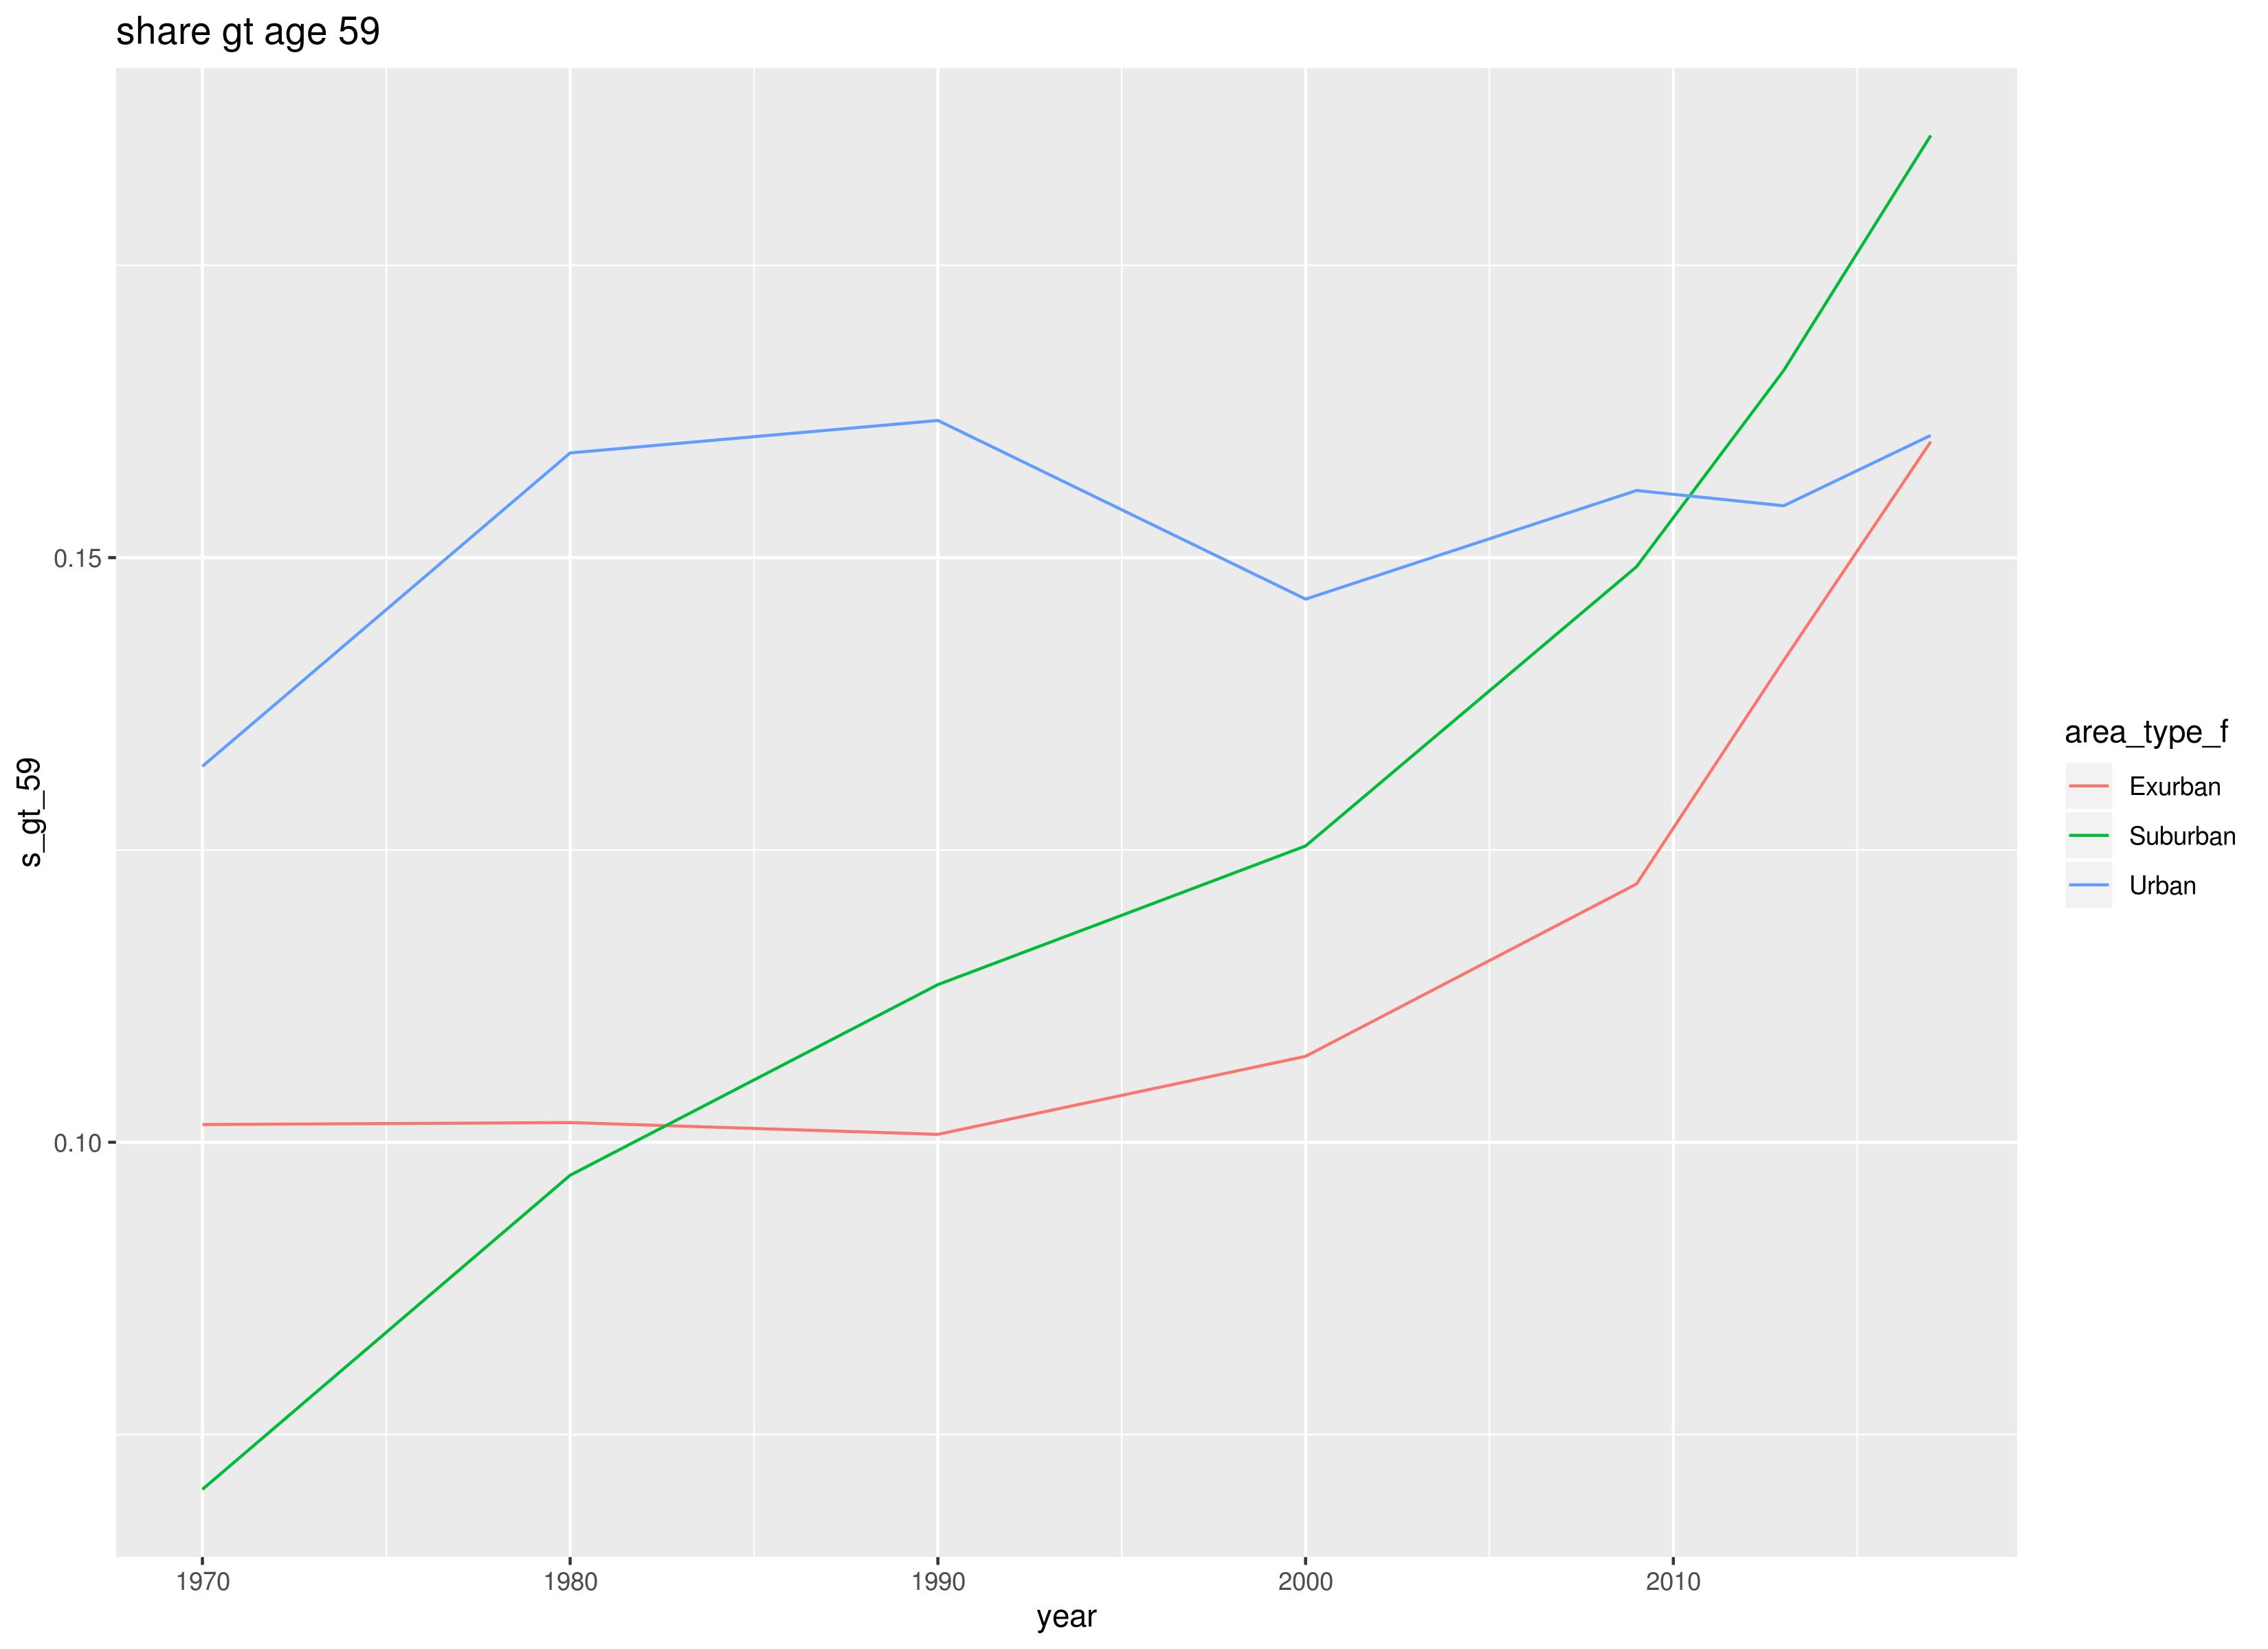 share gt age 59
s_gt_59
0.15
0.10
1970
1980
1990
2000
2010
year
area_type_f
Exurban
Suburban
Urban